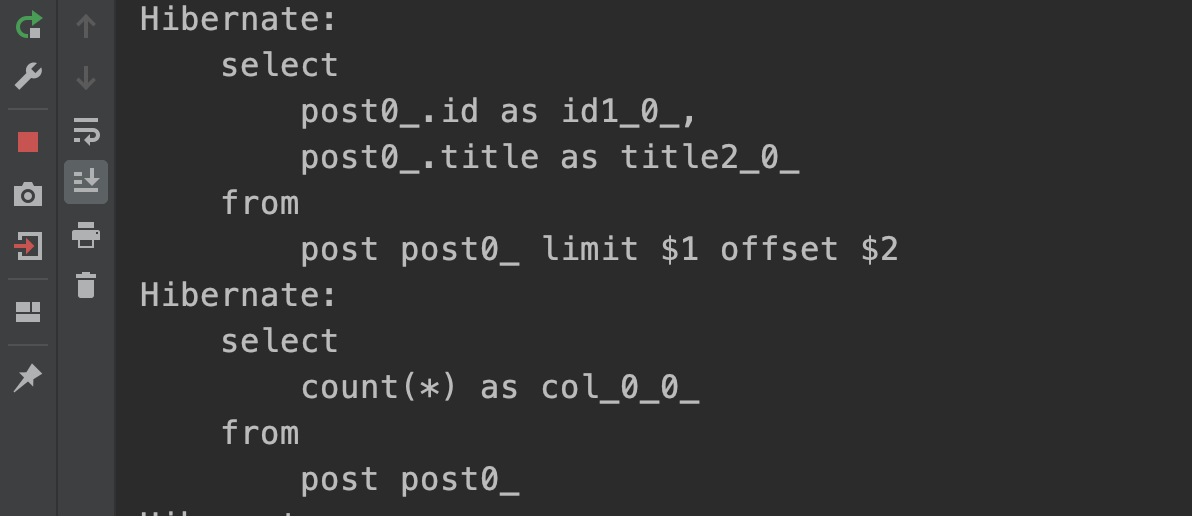 Hibernate:
    select
        post0_.id as id1_0_,
        post0_.title as title2_0_
    from
        post post0_ limit $1 offset $2
Hibernate:
    select
        count(*) as col_0_0_
    from
        post post0_